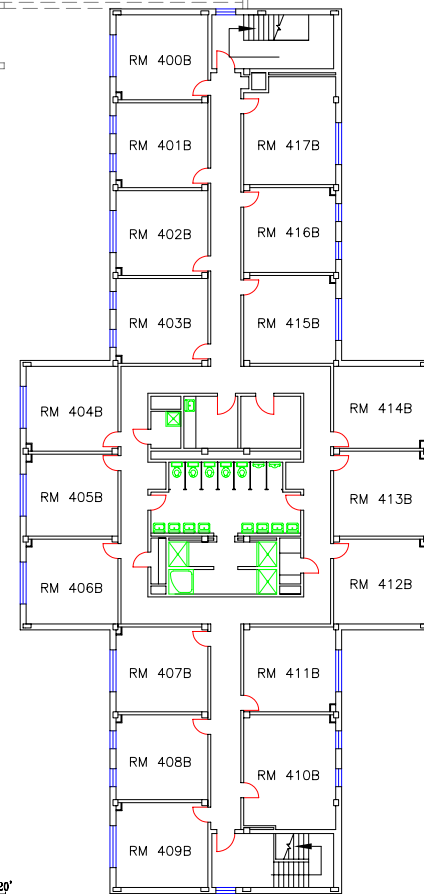 RM 400B
RM 401B
RM 417B
RM 402B
RM 416B
RM 403B
RM 415B
RM 404B
RM 414B
RM 405B
RM 413B
RM 406B
RM 412B
RM 407B
RM 411B
RM 408B
RM 410B
RM 409B
20'